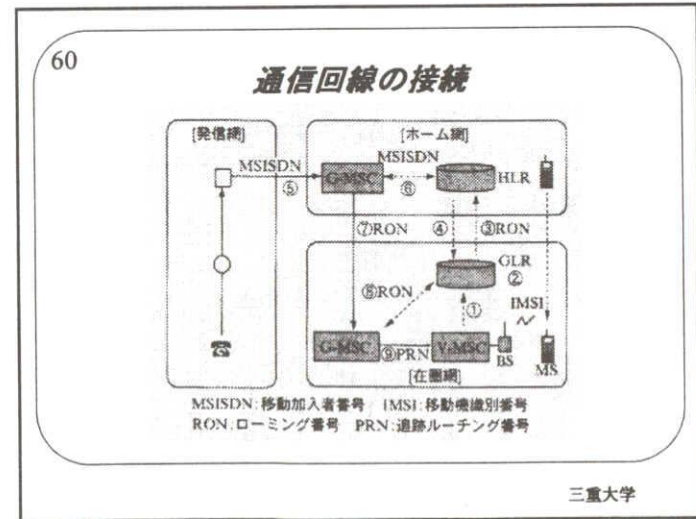 60
通信回線の接続
[発信網]
[ホーム網]
MSISDN
⑤
G-MSC
MSISDN
⑥
HLR
⑦RON
④
③RON
GLR
②
⑧RON
①
IMSI
G-MSC
⑨PRN
V-MSC
BS
MS
[在圏網]
MSISDN:移動加入者番号 IMSI:移動機識別番号
RON:ローミング番号 PRN:追跡ルーチング番号
三重大学